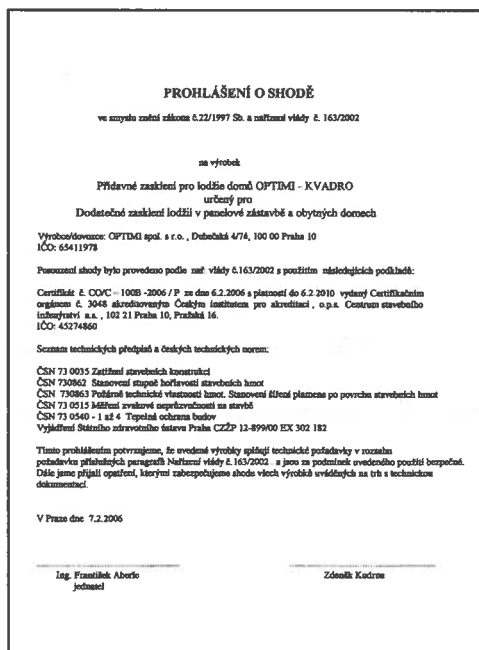 PROHLÁŠENÍ O SHODĚ
ve smyslu znění zákona č.22/1997 Sb. a nařízení vlády č. 163/2002
na výrobek
Přídavné zasklení pro lodžie domů OPTIMI - KVADRO
určený pro
Dodatečné zasklení lodžií v panelové zástavbě a obytných domech
Výrobce/dovozce: OPTIMI spol. s r.o. , Dubečská 4/74, 100 00 Praha 10
IČO: 65411978
Posouzení shody bylo provedeno podle nař. vlády č.163/2002 s použitím následujících podkladů:
Certifikát č. CO/C – 100B -2006 / P ze dne 6.2.2006 s platností do 6.2.2010 vydaný Certifikačním
orgánem č. 3048 akreditovaným Českým institutem pro akreditaci , o.p.s. Centrum stavebního
inženýrství a.s. , 102 21 Praha 10, Pražská 16.
IČO: 45274860
Seznam technických předpisů a českých technických norem:
ČSN 73 0035 Zatížení stavebních konstrukcí
ČSN 730862 Stanovení stupně hořlavosti stavebních hmot
ČSN 730863 Požárně technické vlastnosti hmot. Stanovení šíření plamene po povrchu stavebních hmot
ČSN 73 0515 Měření zvukové neprůzvučnosti na stavbě
ČSN 73 0540 - 1 až 4 Tepelná ochrana budov
Vyjádření Státního zdravotního ústavu Praha CZŽP 12-899/00 EX 302 182
Tímto prohlášením potvrzujeme, že uvedené výrobky splňují technické požadavky v rozsahu
požadavku příslušných paragrafů Nařízení vlády č.163/2002 a jsou za podmínek uvedeného použití bezpečné.
Dále jsme přijali opatření, kterými zabezpečujeme shodu všech výrobků uváděných na trh s technickou
dokumentací.
V Praze dne 7.2.2006
Ing. František Aberle
Zdeněk Kudrna
jednatel